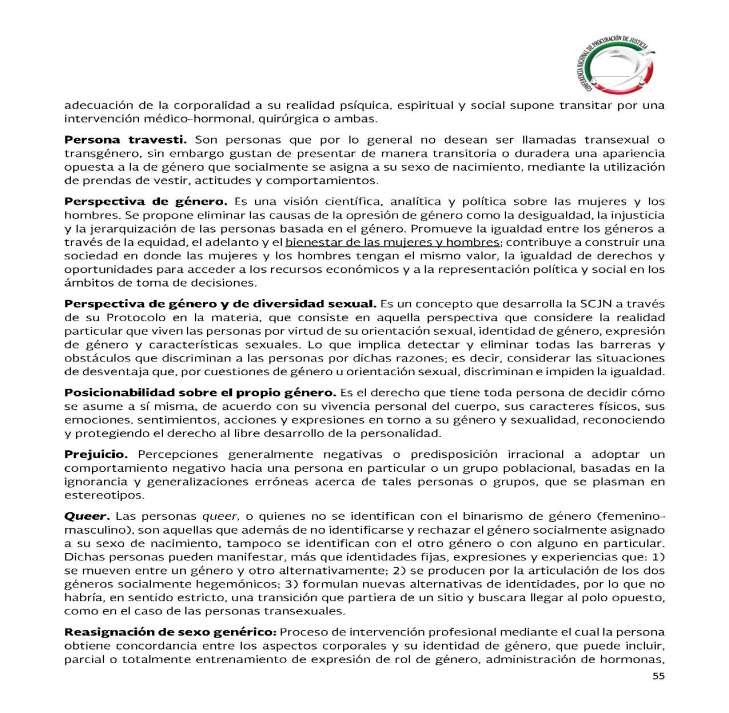 CONFERENCIA NACIONAL DE PROCURACIÓN DE JUSTICIA
adecuación de la corporalidad a su realidad psíquica, espiritual y social supone transitar por una
intervención médico-hormonal, quirúrgica o ambas.
Persona travesti. Son personas que por lo general no desean ser llamadas transexual o
transgénero, sin embargo gustan de presentar de manera transitoria o duradera una apariencia
opuesta a la de género que socialmente se asigna a su sexo de nacimiento, mediante la utilización
de prendas de vestir, actitudes y comportamientos.
Perspectiva de género. Es una visión científica, analítica y política sobre las mujeres y los
hombres. Se propone eliminar las causas de la opresión de género como la desigualdad, la injusticia
y la jerarquización de las personas basada en el género. Promueve la igualdad entre los géneros a
través de la equidad, el adelanto y el bienestar de las mujeres y hombres; contribuye a construir una
sociedad en donde las mujeres y los hombres tengan el mismo valor, la igualdad de derechos y
oportunidades para acceder a los recursos económicos y a la representación política y social en los
ámbitos de toma de decisiones.
Perspectiva de género y de diversidad sexual. Es un concepto que desarrolla la SCJN a través
de su Protocolo en la materia, que consiste en aquella perspectiva que considere la realidad
particular que viven las personas por virtud de su orientación sexual, identidad de género, expresión
de género y características sexuales. Lo que implica detectar y eliminar todas las barreras y
obstáculos que discriminan a las personas por dichas razones; es decir, considerar las situaciones
de desventaja que, por cuestiones de género u orientación sexual, discriminan e impiden la igualdad.
Posicionabilidad sobre el propio género. Es el derecho que tiene toda persona de decidir cómo
se asume a sí misma, de acuerdo con su vivencia personal del cuerpo, sus caracteres físicos, sus
emociones, sentimientos, acciones y expresiones en torno a su género y sexualidad, reconociendo
y protegiendo el derecho al libre desarrollo de la personalidad.
Prejuicio. Percepciones generalmente negativas o predisposición irracional a adoptar un
comportamiento negativo hacia una persona en particular o un grupo poblacional, basadas en la
ignorancia y generalizaciones erróneas acerca de tales personas o grupos, que se plasman en
estereotipos.
Queer. Las personas queer, o quienes no se identifican con el binarismo de género (femenino-
masculino), son aquellas que además de no identificarse y rechazar el género socialmente asignado
a su sexo de nacimiento, tampoco se identifican con el otro género o con alguno en particular.
Dichas personas pueden manifestar, más que identidades fijas, expresiones y experiencias que: 1)
se mueven entre un género y otro alternativamente; 2) se producen por la articulación de los dos
géneros socialmente hegemónicos; 3) formulan nuevas alternativas de identidades, por lo que no
habría, en sentido estricto, una transición que partiera de un sitio y buscara llegar al polo opuesto,
como en el caso de las personas transexuales.
Reasignación de sexo genérico: Proceso de intervención profesional mediante el cual la persona
obtiene concordancia entre los aspectos corporales y su identidad de género, que puede incluir,
parcial o totalmente entrenamiento de expresión de rol de género, administración de hormonas,
55